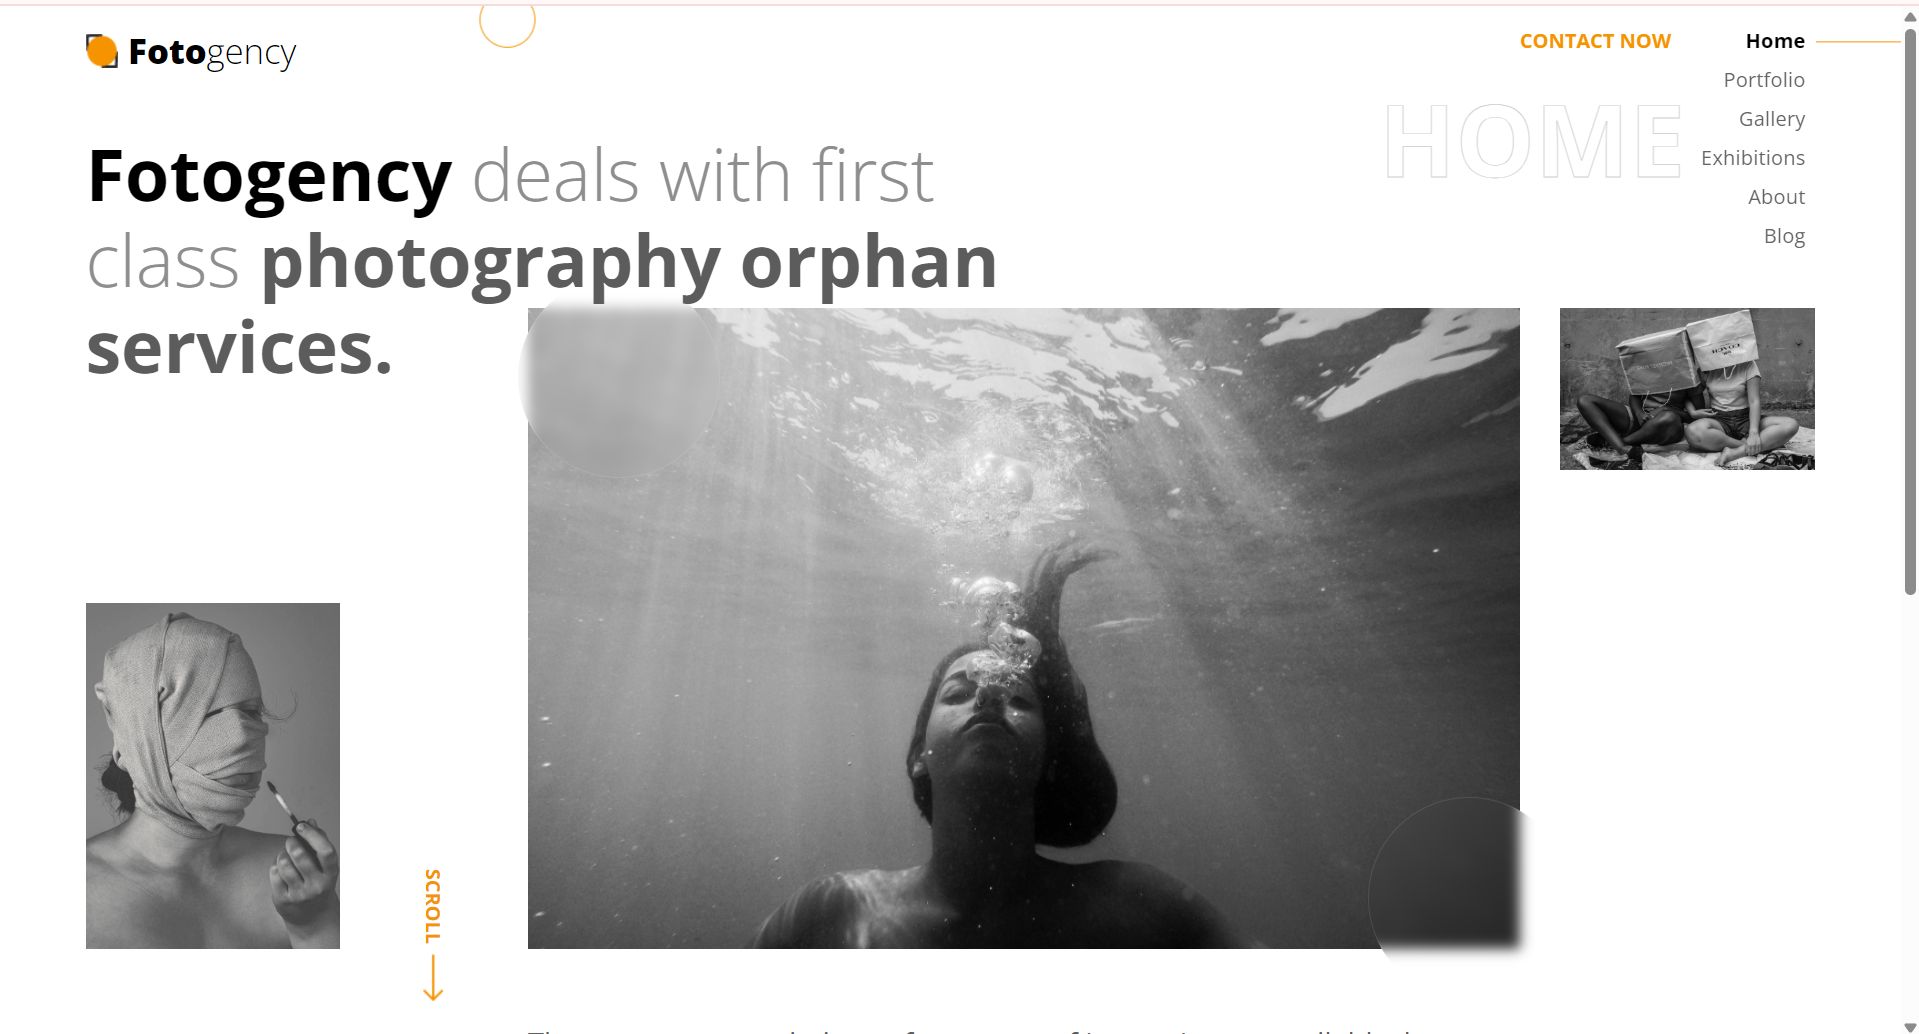 Fotogency
CONTACT NOW
Home
Portfolio
Gallery
Exhibitions
About
Blog
HOME
Fotogency deals with first
class photography orphan
services.
SCROLL